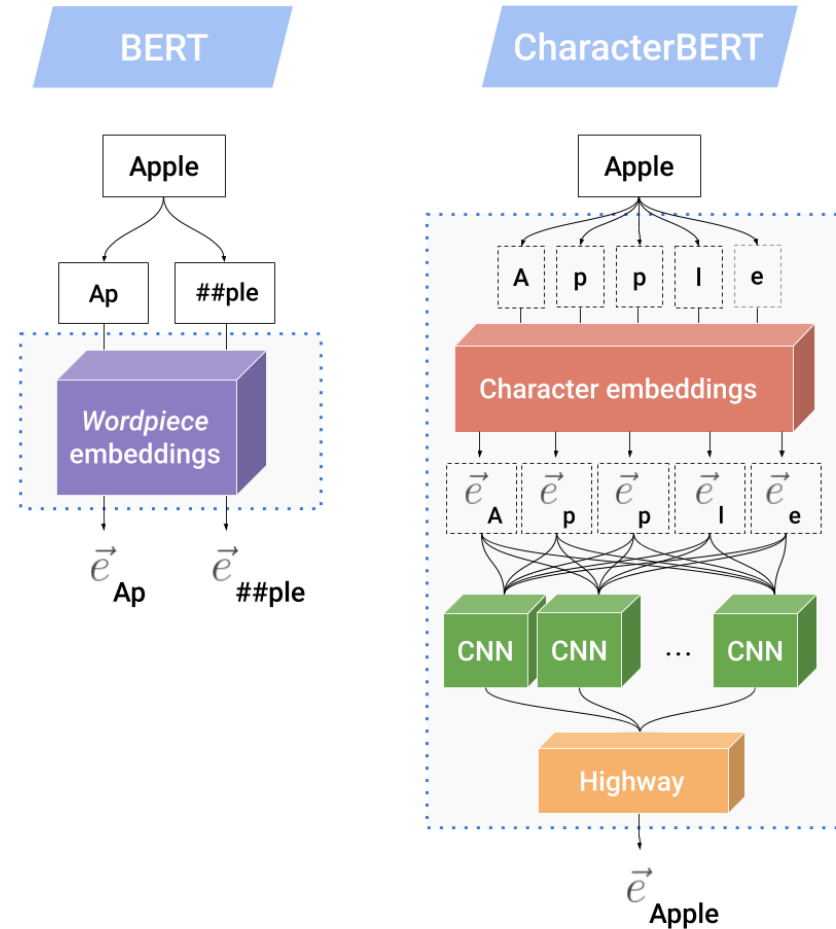 BERT
CharacterBERT
Apple
Apple
Ap
##ple
A
p
p
l
e
Wordpiece
embeddings
Character embeddings
e⃗ Ap
e⃗ ##ple
e⃗ A
e⃗ p
e⃗ p
e⃗ l
e⃗ e
CNN
CNN
...
CNN
Highway
e⃗ Apple